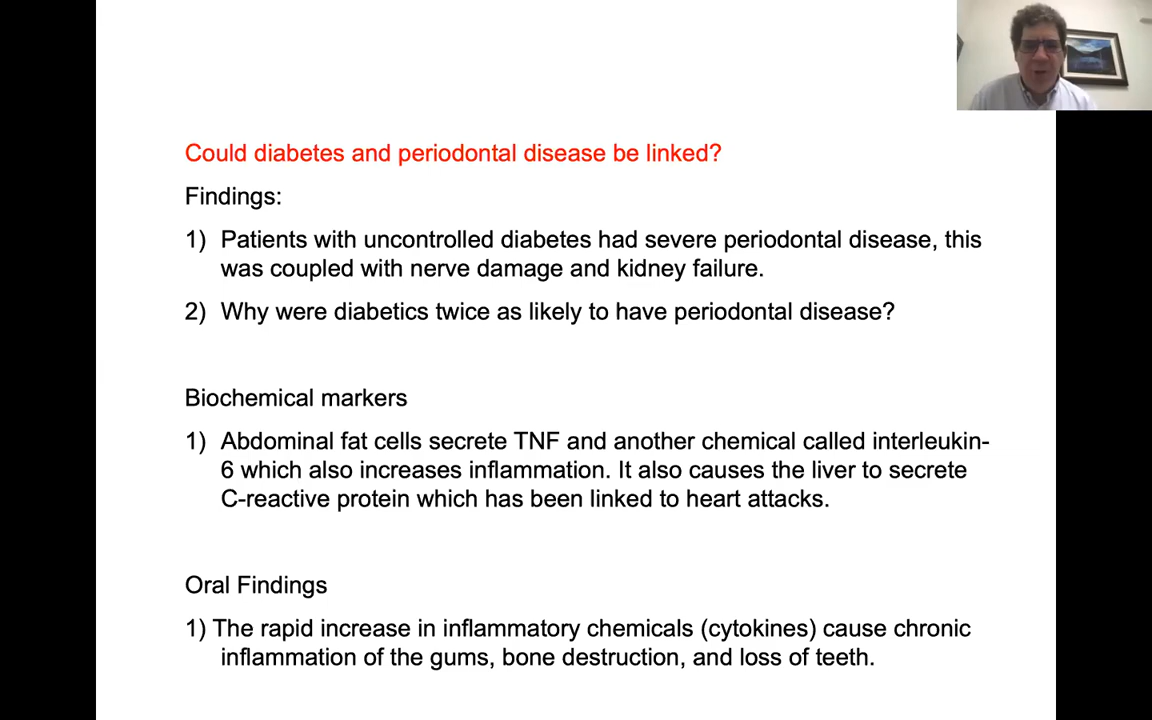 Could diabetes and periodontal disease be linked?
Findings:
1) Patients with uncontrolled diabetes had severe periodontal disease, this
was coupled with nerve damage and kidney failure.
2) Why were diabetics twice as likely to have periodontal disease?
Biochemical markers
1) Abdominal fat cells secrete TNF and another chemical called interleukin-
6 which also increases inflammation. It also causes the liver to secrete
C-reactive protein which has been linked to heart attacks.
Oral Findings
1) The rapid increase in inflammatory chemicals (cytokines) cause chronic
inflammation of the gums, bone destruction, and loss of teeth.